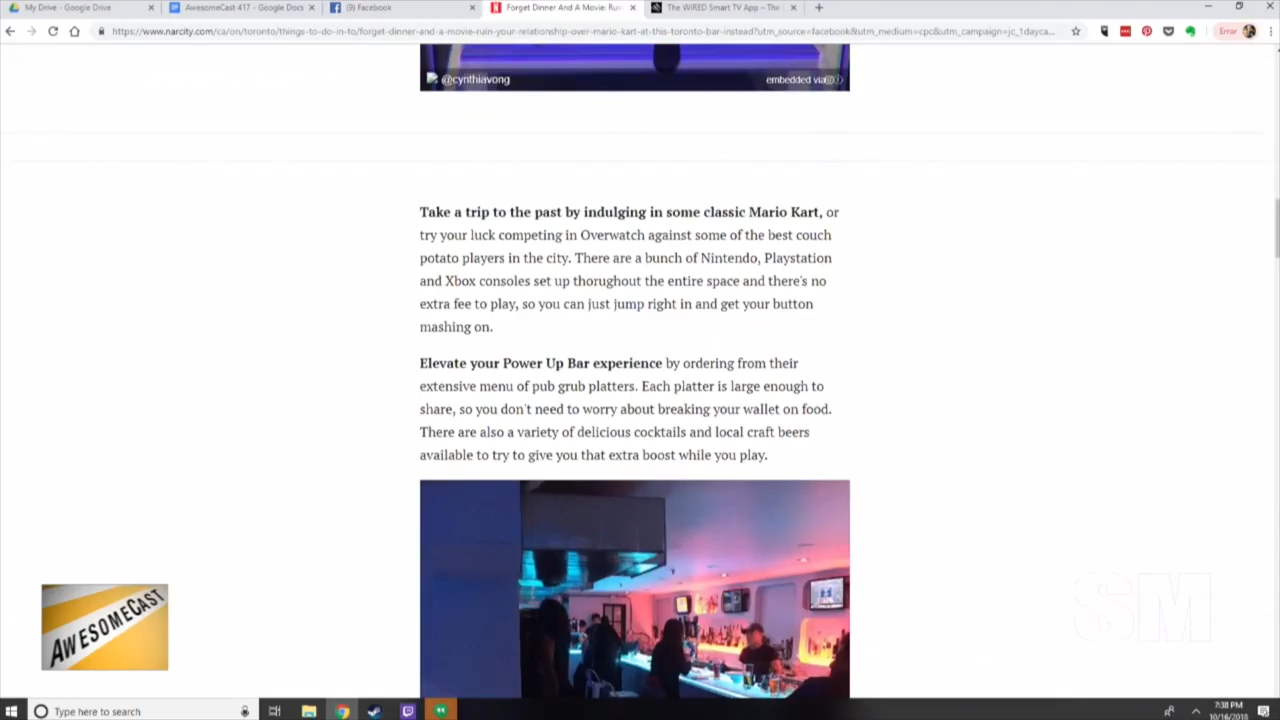 My Drive - Google Drive
AwesomeCast 417 - Google Docs
(9) Facebook
Forget Dinner And A Movie: Ruin
The WIRED Smart TV App – The
https://www.narcity.com/ca/on/toronto/things-to-do-in-to/forget-dinner-and-a-movie-ruin-your-relationship-over-mario-kart-at-this-toronto-bar-instead?utm_source=facebook&utm_medium=cpc&utm_campaign=jc_1dayca...
Error
@cynthiavong
embedded via
Take a trip to the past by indulging in some classic Mario Kart, or
try your luck competing in Overwatch against some of the best couch
potato players in the city. There are a bunch of Nintendo, Playstation
and Xbox consoles set up thorughout the entire space and there's no
extra fee to play, so you can just jump right in and get your button
mashing on.
Elevate your Power Up Bar experience by ordering from their
extensive menu of pub grub platters. Each platter is large enough to
share, so you don't need to worry about breaking your wallet on food.
There are also a variety of delicious cocktails and local craft beers
available to try to give you that extra boost while you play.
AWESOMECAST
SM
Type here to search
7:38 PM
10/16/2018